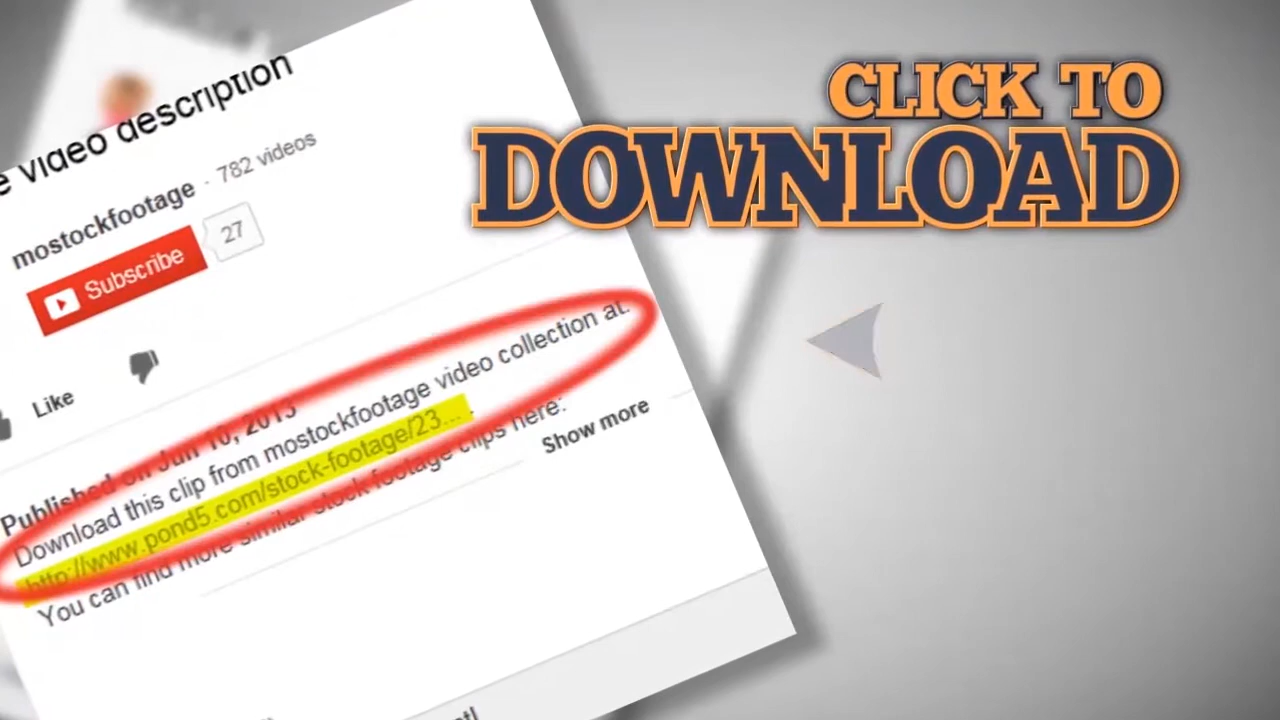 CLICK TO
DOWNLOAD
e video description
mostockfootage · 782 videos
Subscribe
27
Like
Published on Jun 10, 2013
Download this clip from mostockfootage video collection at:
http://www.pond5.com/stock-footage/23... .
You can find more similar stock footage clips here:
Show more